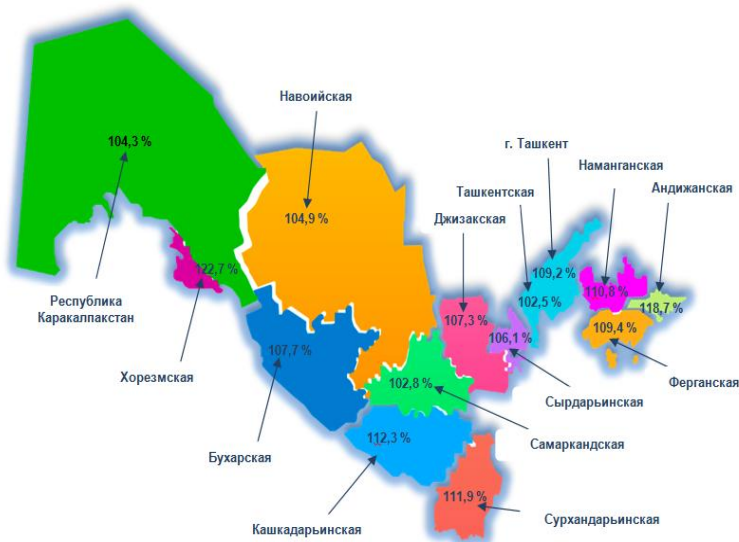 Навоийская
г. Ташкент
104,3 %
Наманганская
Ташкентская
Андижанская
104,9 %
Джизакская
122,7 %
109,2 %
110,8 %
102,5 %
118,7 %
Республика
Каракалпакстан
107,3 %
106,1 %
109,4 %
107,7 %
Хорезмская
102,8 %
Ферганская
Сырдарьинская
112,3 %
Самаркандская
Бухарская
111,9 %
Кашкадарьинская
Сурхандарьинская